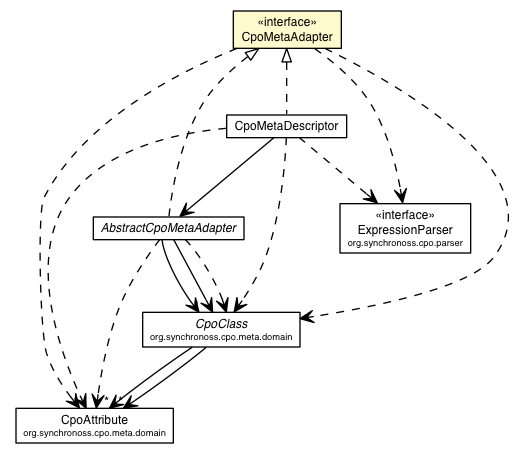 «interface»
CpoMetaAdapter
CpoMetaDescriptor
«interface»
ExpressionParser
org.synchronoss.cpo.parser
AbstractCpoMetaAdapter
CpoClass
org.synchronoss.cpo.meta.domain
*
CpoAttribute
org.synchronoss.cpo.meta.domain